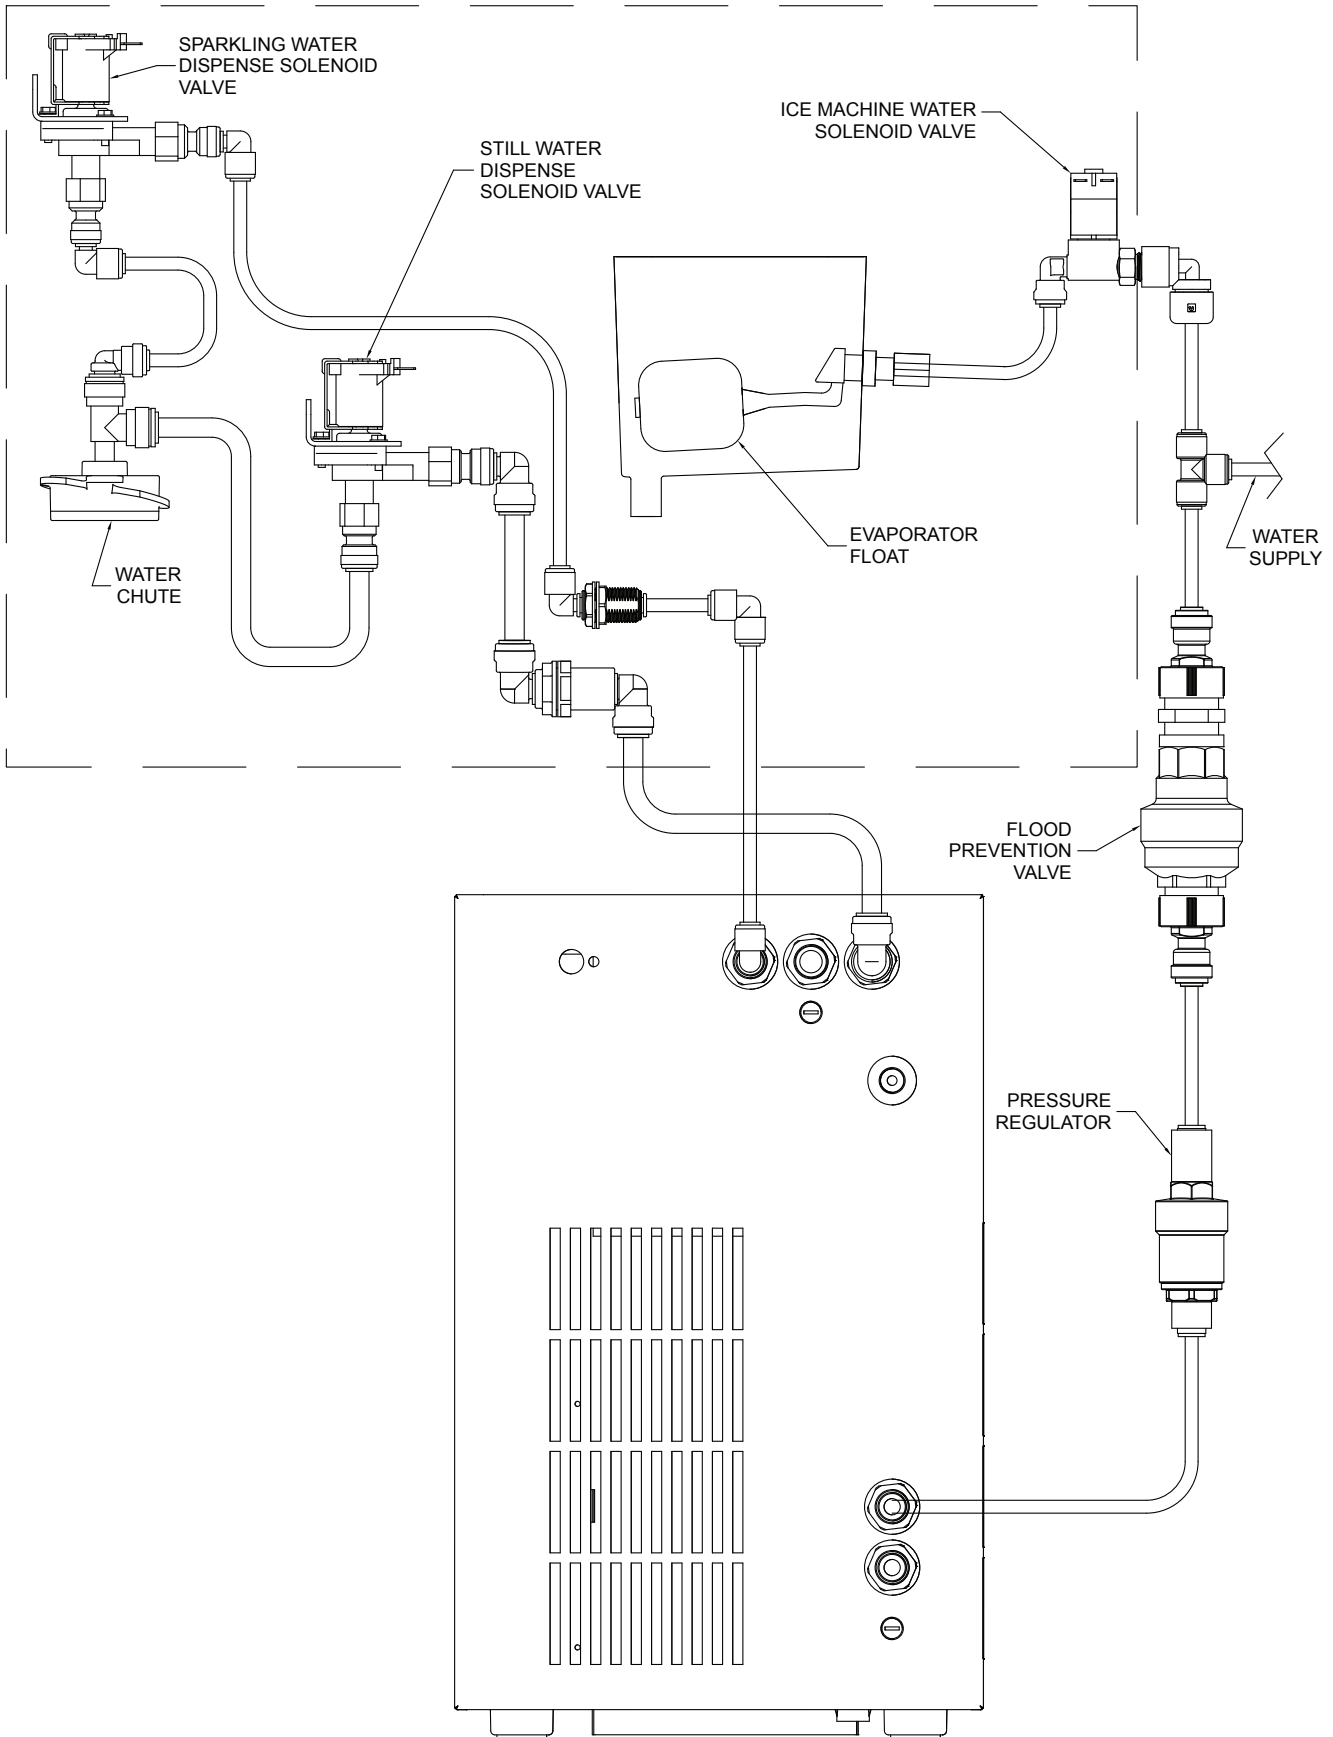 SPARKLING WATER
DISPENSE SOLENOID
VALVE
ICE MACHINE WATER
SOLENOID VALVE
STILL WATER
DISPENSE
SOLENOID VALVE
EVAPORATOR
FLOAT
WATER
SUPPLY
WATER
CHUTE
FLOOD
PREVENTION
VALVE
PRESSURE
REGULATOR